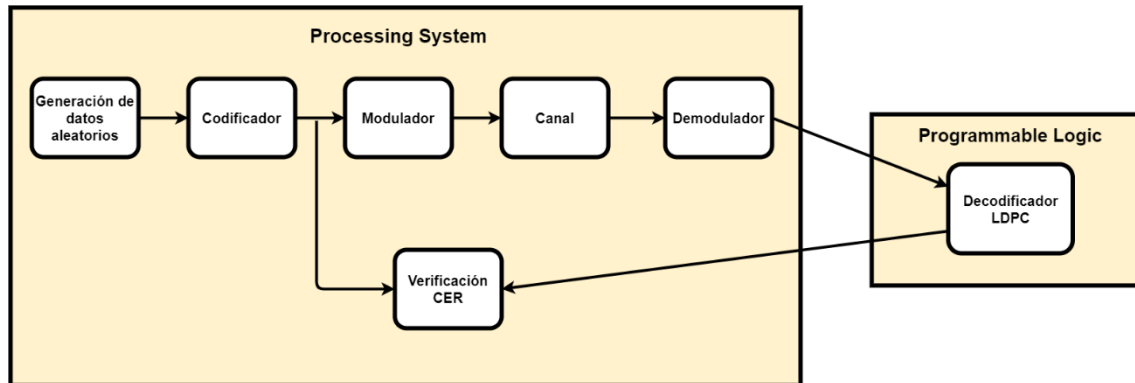 Processing System
Generación de
datos
aleatorios
Codificador
Modulador
Canal
Demodulador
Programmable Logic
Decodificador
LDPC
Verificación
CER